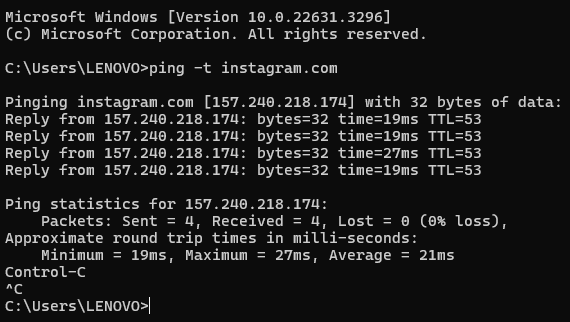 Microsoft Windows [Version 10.0.22631.3296]
(c) Microsoft Corporation. All rights reserved.
C:\Users\LENOVO>ping -t instagram.com
Pinging instagram.com [157.240.218.174] with 32 bytes of data:
Reply from 157.240.218.174: bytes=32 time=19ms TTL=53
Reply from 157.240.218.174: bytes=32 time=19ms TTL=53
Reply from 157.240.218.174: bytes=32 time=27ms TTL=53
Reply from 157.240.218.174: bytes=32 time=19ms TTL=53
Ping statistics for 157.240.218.174:
    Packets: Sent = 4, Received = 4, Lost = 0 (0% loss),
Approximate round trip times in milli-seconds:
    Minimum = 19ms, Maximum = 27ms, Average = 21ms
Control-C
^C
C:\Users\LENOVO>